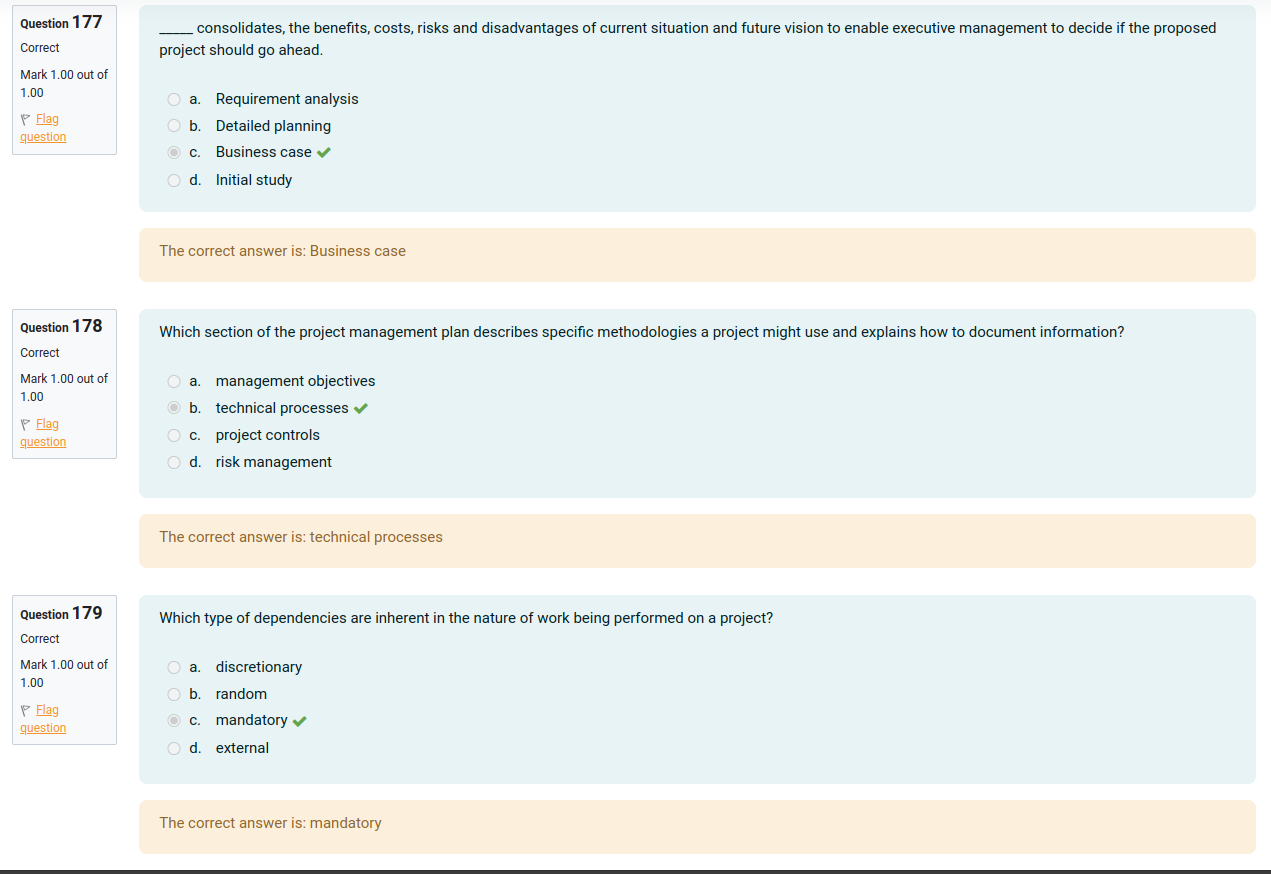 Question 177
Correct
Mark 1.00 out of
1.00
Flag
question
_____ consolidates, the benefits, costs, risks and disadvantages of current situation and future vision to enable executive management to decide if the proposed
project should go ahead.
a. Requirement analysis
b. Detailed planning
c. Business case
d. Initial study
The correct answer is: Business case
Question 178
Correct
Mark 1.00 out of
1.00
Flag
question
Which section of the project management plan describes specific methodologies a project might use and explains how to document information?
a. management objectives
b. technical processes
c. project controls
d. risk management
The correct answer is: technical processes
Question 179
Correct
Mark 1.00 out of
1.00
Flag
question
Which type of dependencies are inherent in the nature of work being performed on a project?
a. discretionary
b. random
c. mandatory
d. external
The correct answer is: mandatory